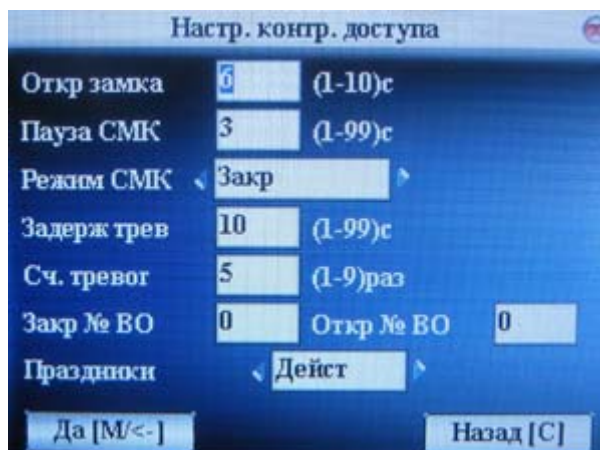 Настр. контр. доступа
Откр замка 6 (1-10)с
Пауза СМК 3 (1-99)с
Режим СМК Закр
Задерж трев 10 (1-99)с
Сч. тревог 5 (1-9)раз
Закр № ВО 0 Откр № ВО 0
Праздники Дейст
Да [M/<-] Назад [C]